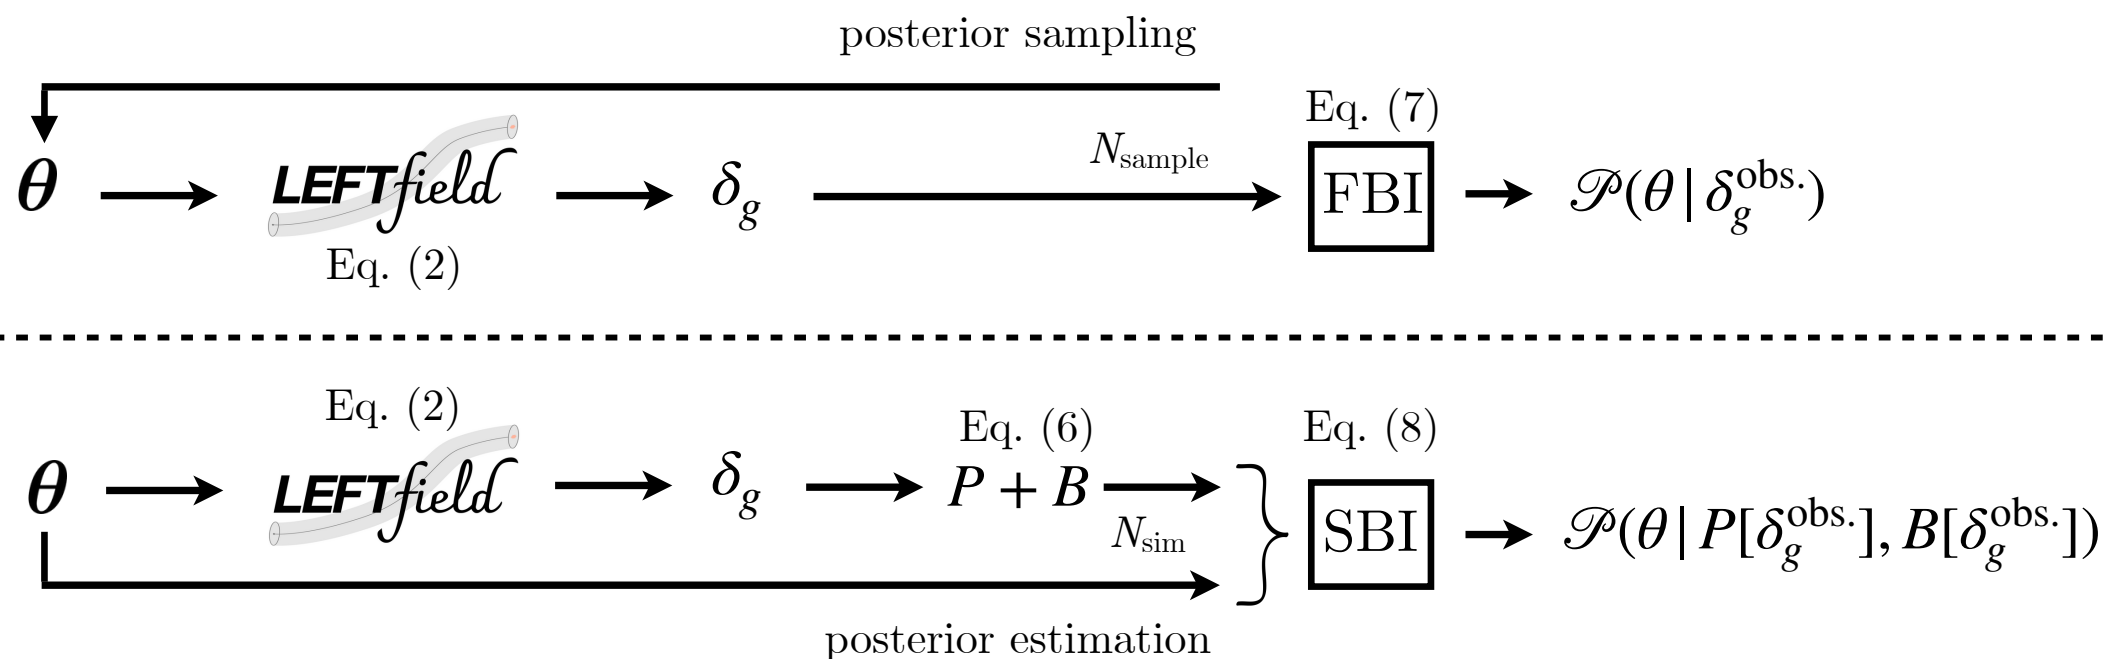 posterior sampling
Eq. (7)
θ LEFTfield δ_g N_sample FBI 𝒫(θ | δ_g^obs.)
Eq. (2)
Eq. (2)
Eq. (6) Eq. (8)
θ LEFTfield δ_g P + B SBI 𝒫(θ | P[δ_g^obs.], B[δ_g^obs.])
N_sim
posterior estimation